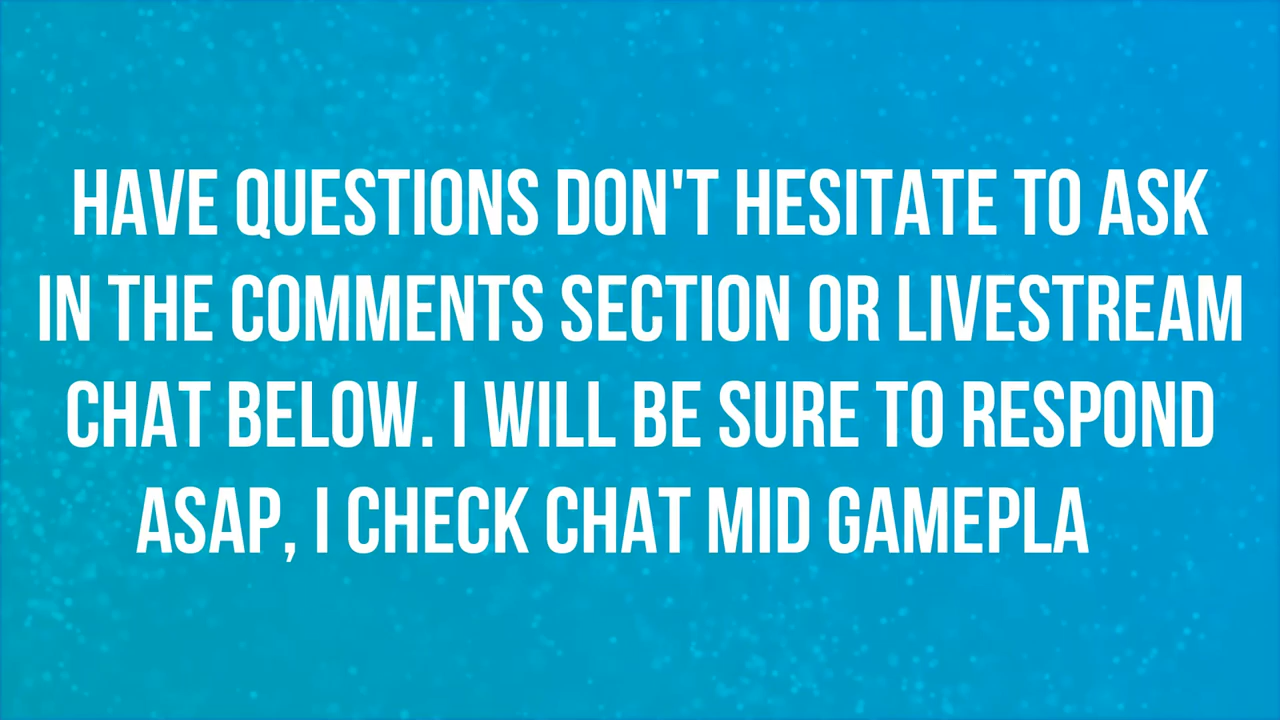 HAVE QUESTIONS DON'T HESITATE TO ASK
IN THE COMMENTS SECTION OR LIVESTREAM
CHAT BELOW. I WILL BE SURE TO RESPOND
ASAP, I CHECK CHAT MID GAMEPLA